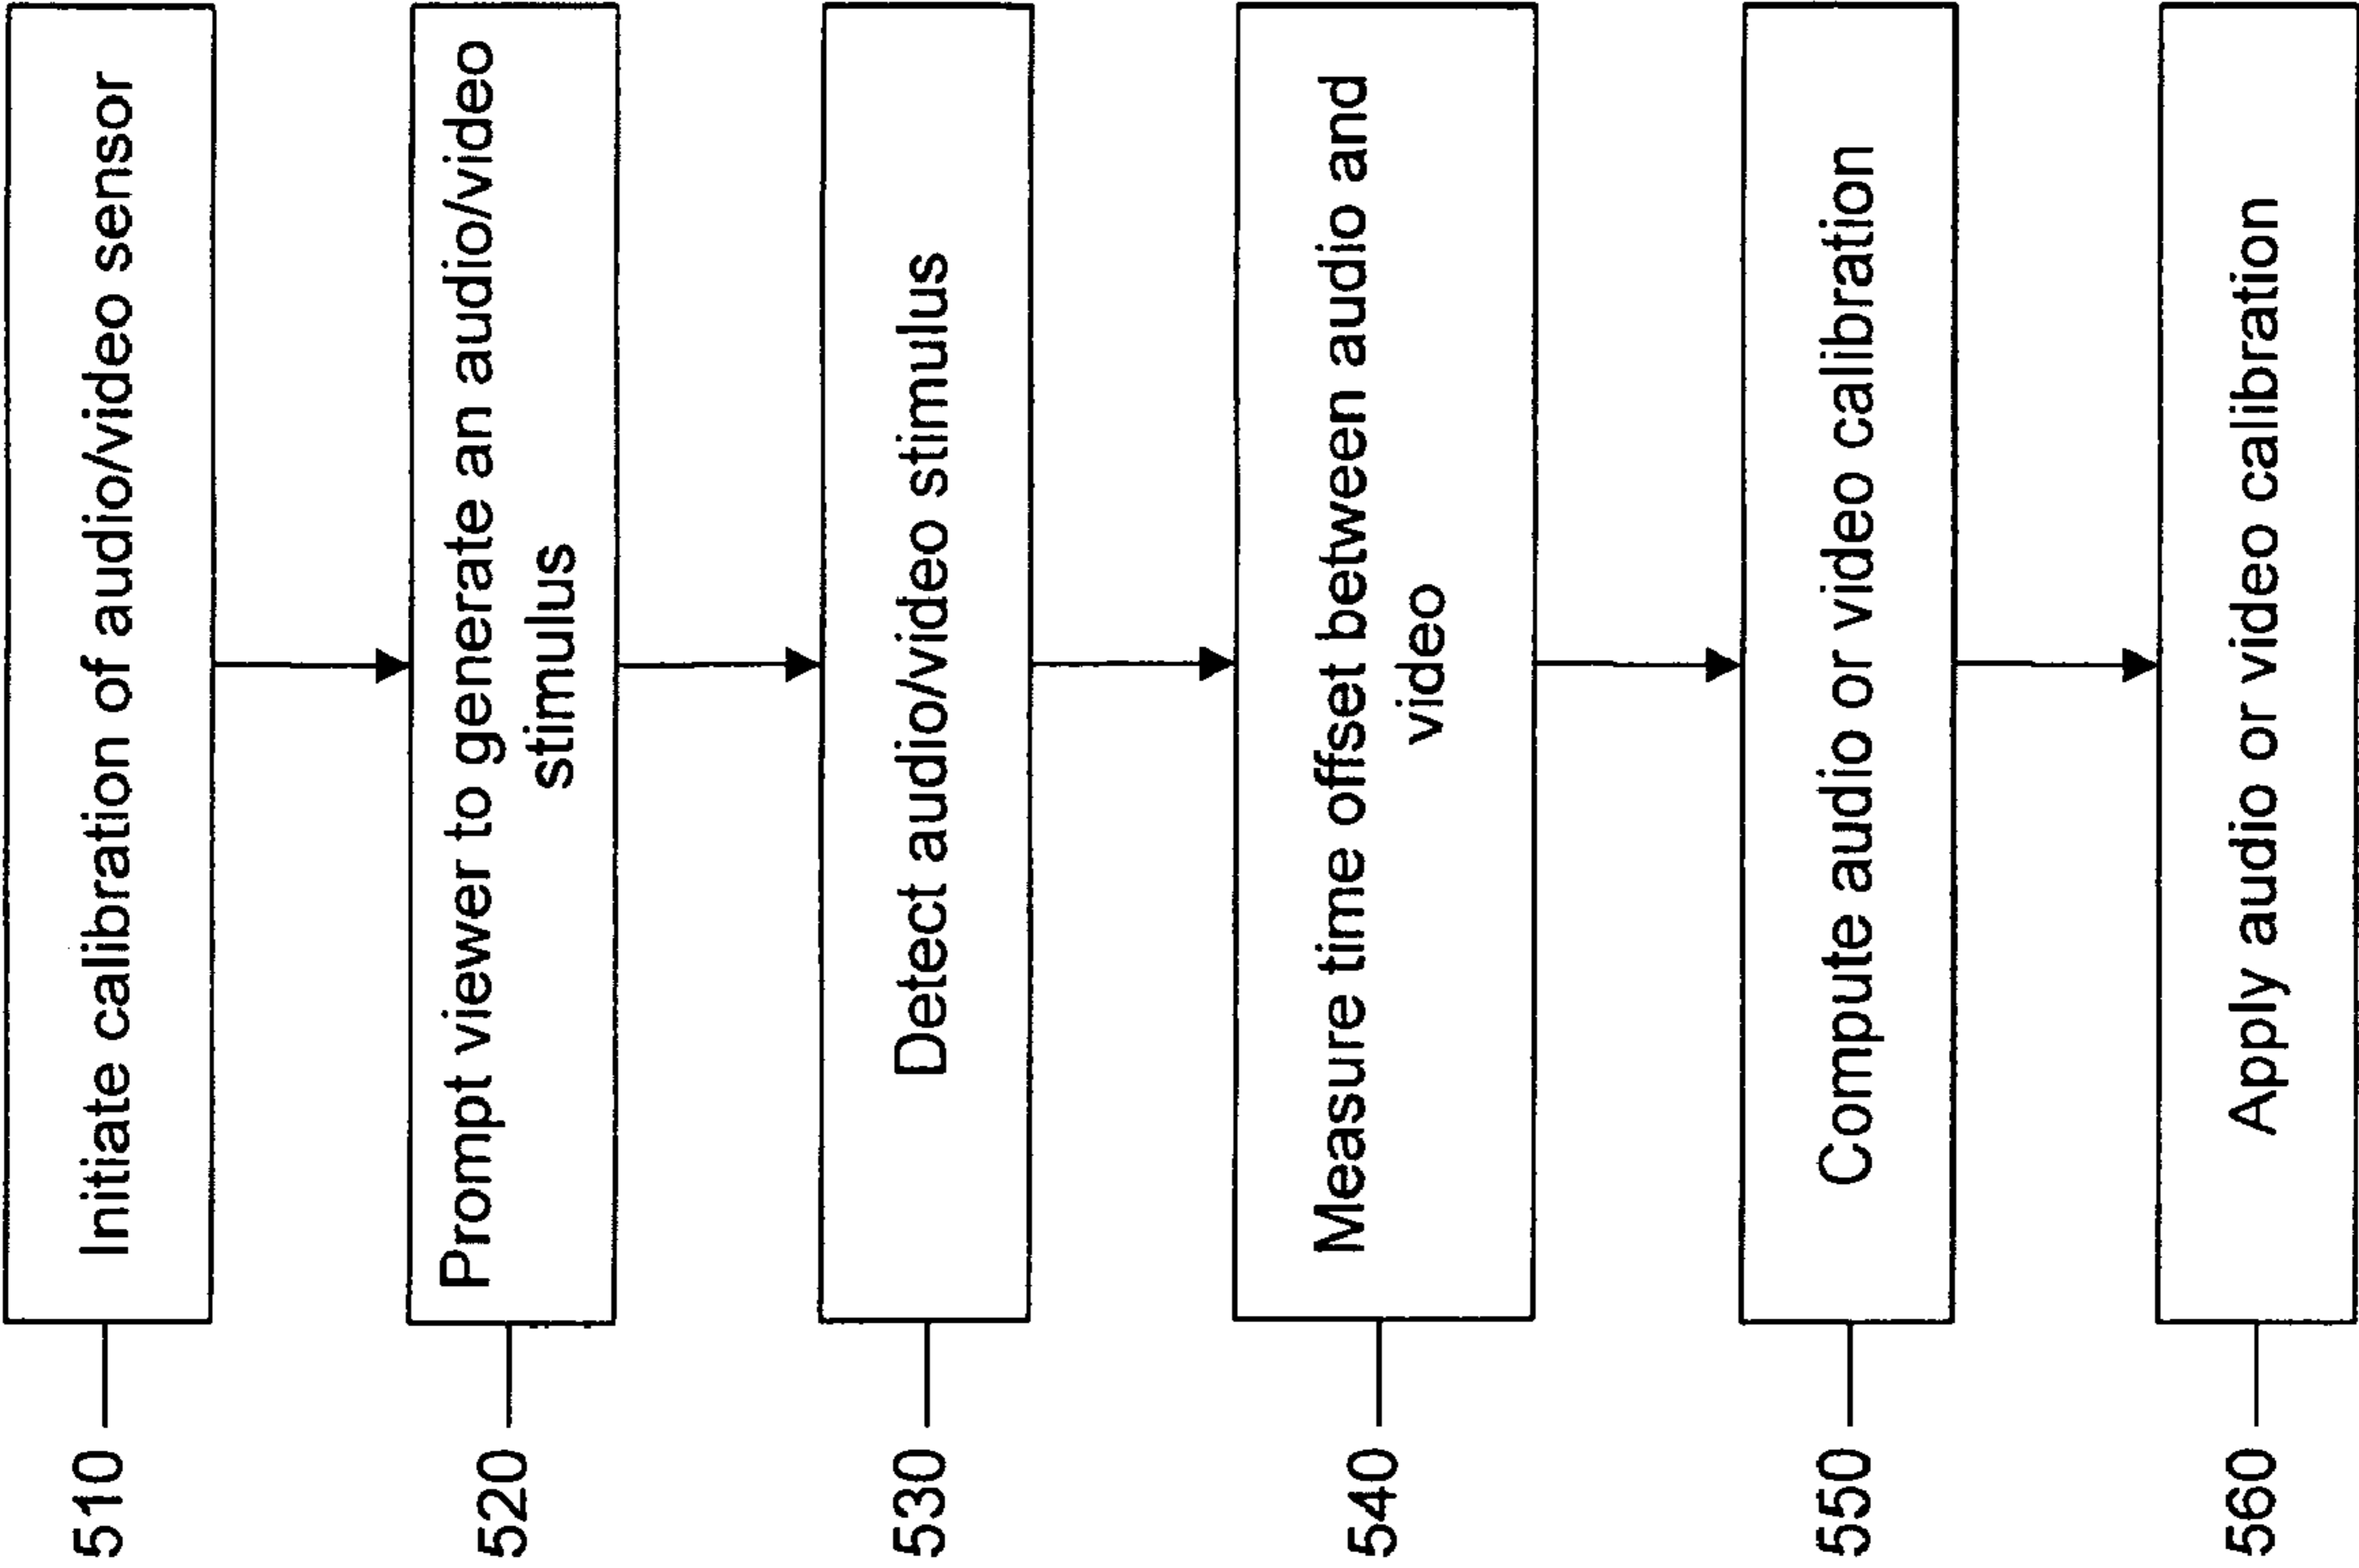 510
Initiate calibration of audio/video sensor
520
Prompt viewer to generate an audio/video
stimulus
530
Detect audio/video stimulus
540
Measure time offset between audio and
video
550
Compute audio or video calibration
560
Apply audio or video calibration